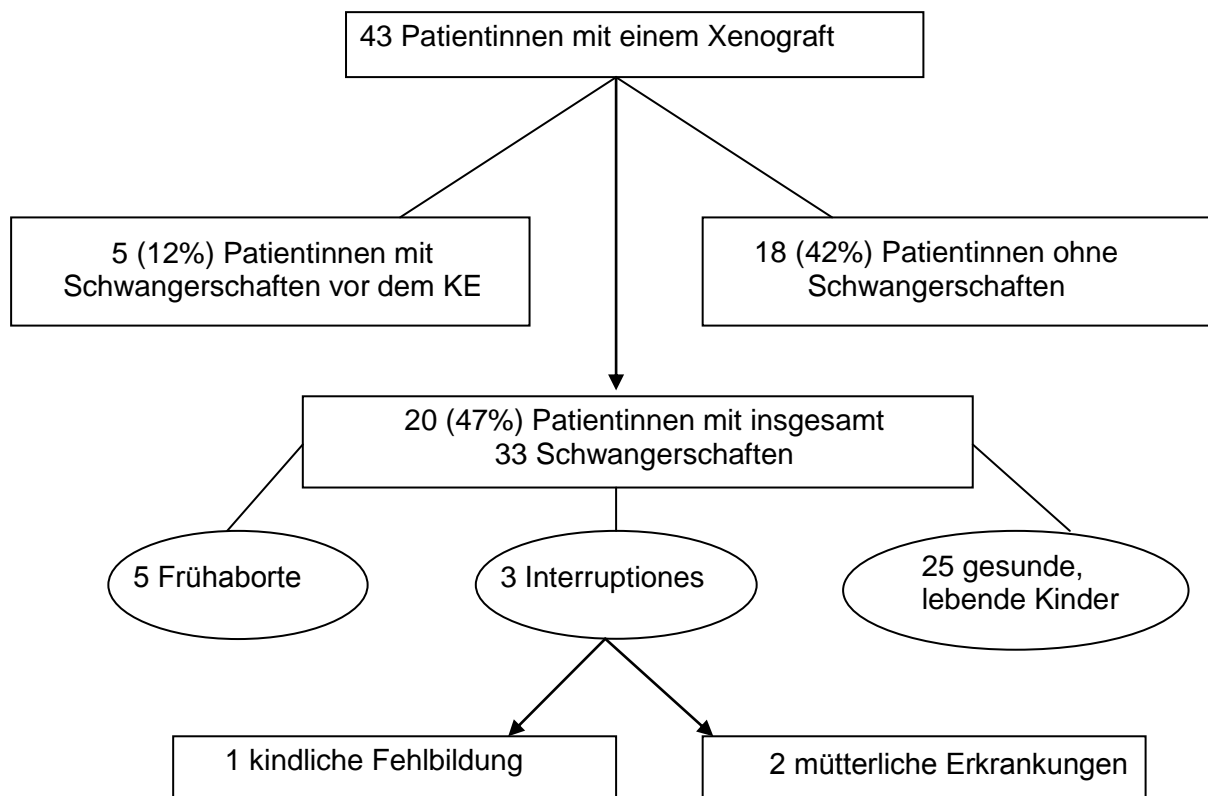 43 Patientinnen mit einem Xenograft
5 (12%) Patientinnen mit
Schwangerschaften vor dem KE
18 (42%) Patientinnen ohne
Schwangerschaften
20 (47%) Patientinnen mit insgesamt
33 Schwangerschaften
5 Frühaborte
3 Interruptiones
25 gesunde,
lebende Kinder
1 kindliche Fehlbildung
2 mütterliche Erkrankungen